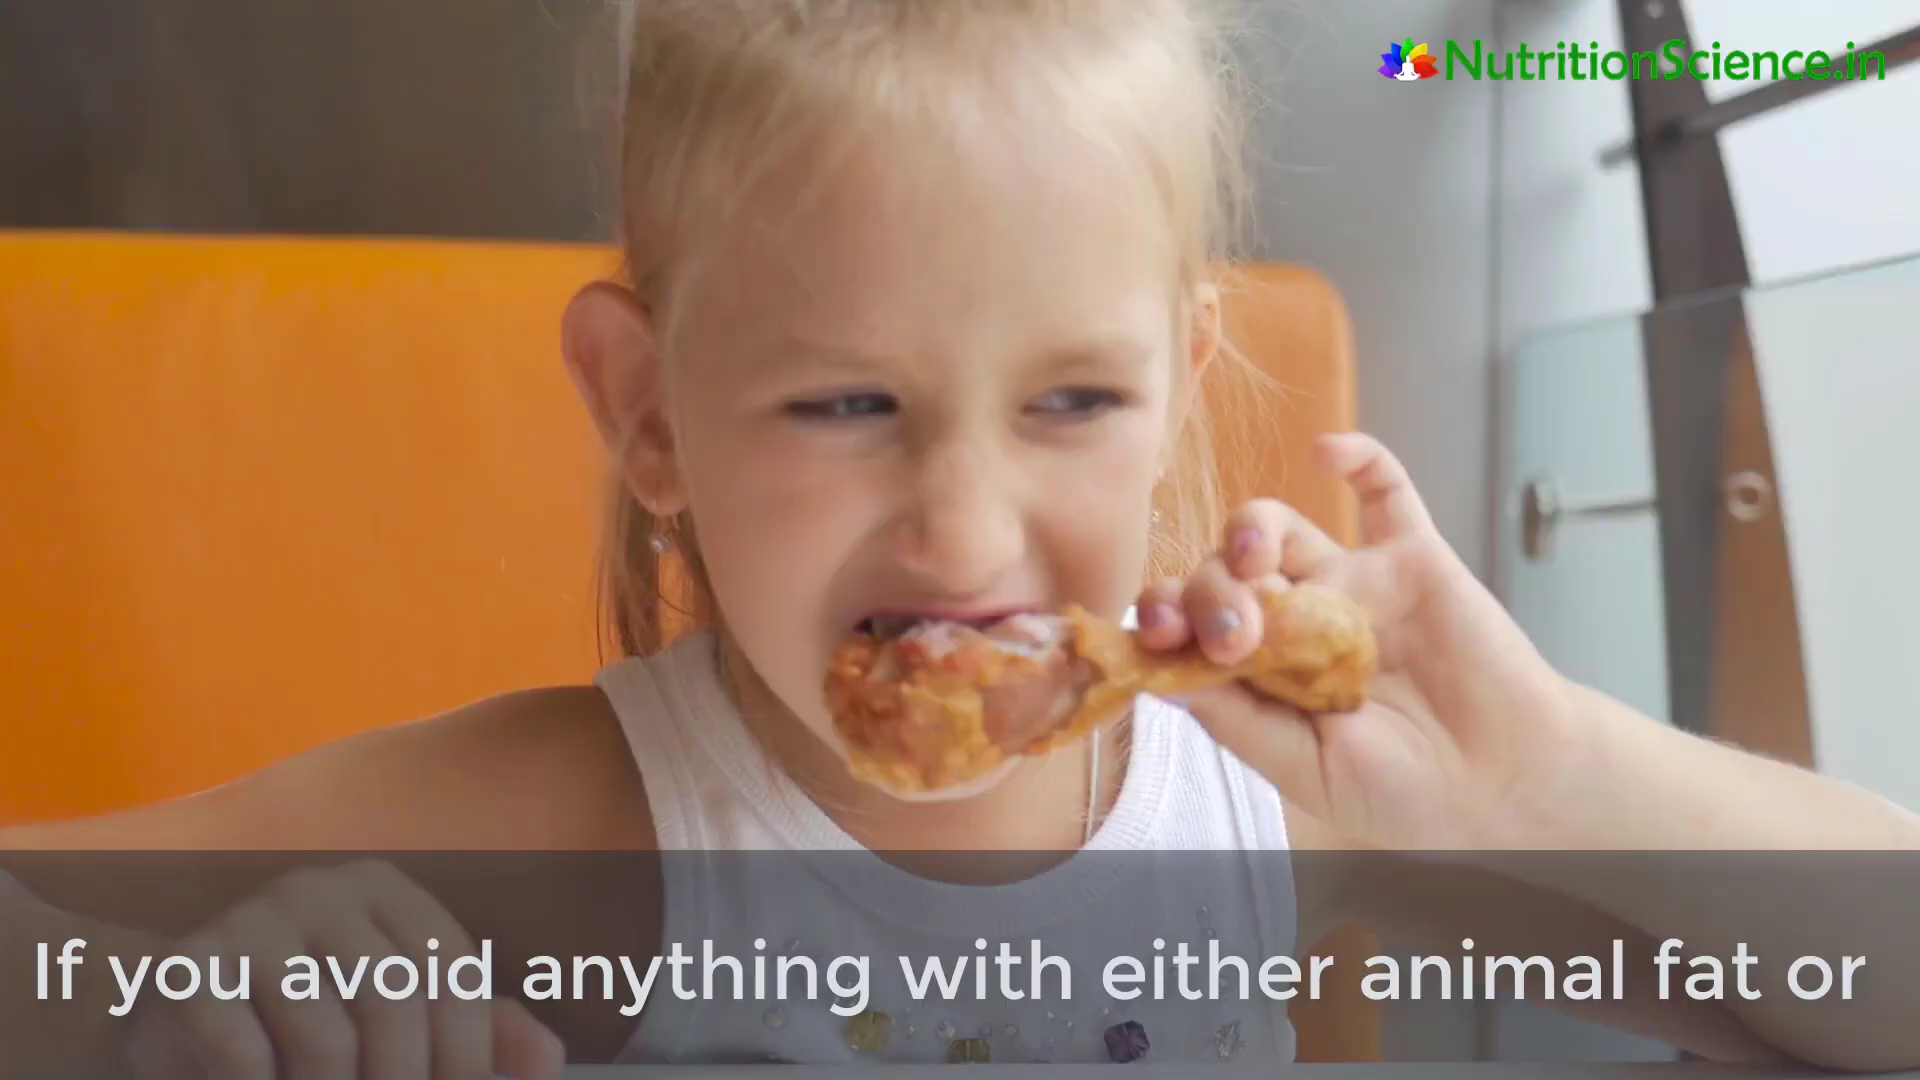 NutritionScience.in
If you avoid anything with either animal fat or